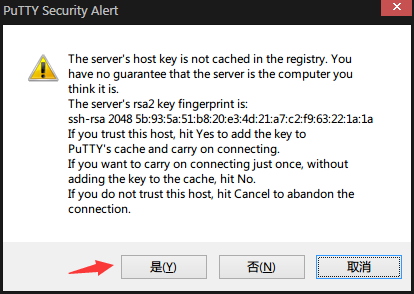 PuTTY Security Alert
The server's host key is not cached in the registry. You
have no guarantee that the server is the computer you
think it is.
The server's rsa2 key fingerprint is:
ssh-rsa 2048 5b:93:5a:51:b8:20:e3:4d:21:a7:c2:f9:63:22:1a:1a
If you trust this host, hit Yes to add the key to
PuTTY's cache and carry on connecting.
If you want to carry on connecting just once, without
adding the key to the cache, hit No.
If you do not trust this host, hit Cancel to abandon the
connection.
是(Y) 否(N) 取消